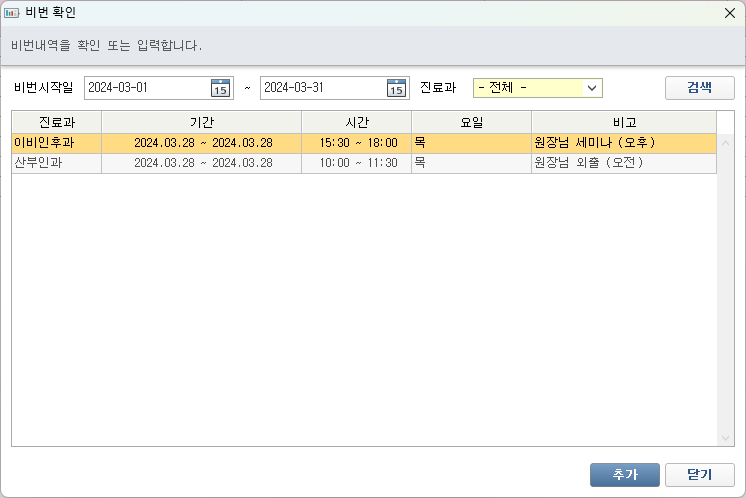 비번 확인
비번내역을 확인 또는 입력합니다.
비번시작일 2024-03-01 15 ~ 2024-03-31 15 진료과 - 전체 - 검색
진료과 기간 시간 요일 비고
이비인후과 2024.03.28 ~ 2024.03.28 15:30 ~ 18:00 목 원장님 세미나 (오후)
산부인과 2024.03.28 ~ 2024.03.28 10:00 ~ 11:30 목 원장님 외출 (오전)
추가 닫기